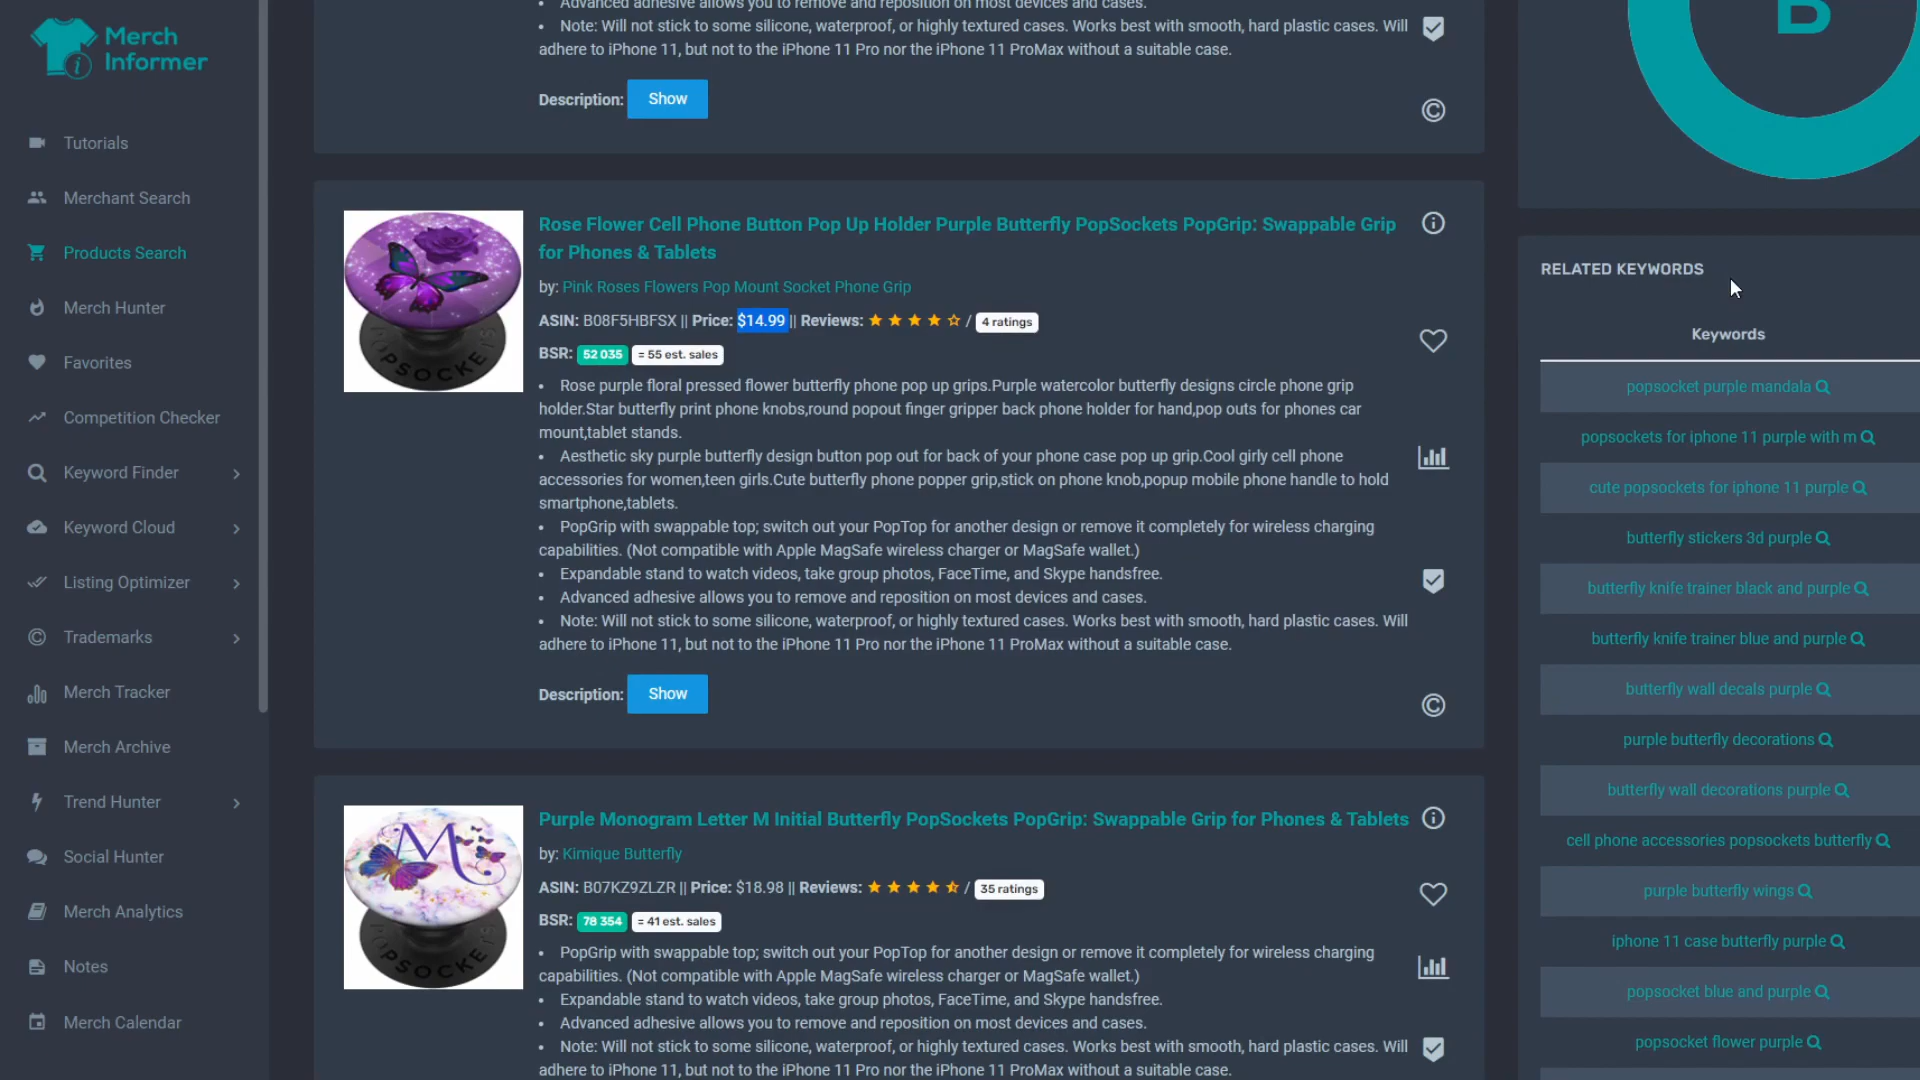 Merch
Informer
Tutorials
Merchant Search
Products Search
Merch Hunter
Favorites
Competition Checker
Keyword Finder
Keyword Cloud
Listing Optimizer
Trademarks
Merch Tracker
Merch Archive
Trend Hunter
Social Hunter
Merch Analytics
Notes
Merch Calendar
• Advanced adhesive allows you to remove and reposition on most devices and cases.
• Note: Will not stick to some silicone, waterproof, or highly textured cases. Works best with smooth, hard plastic cases. Will
adhere to iPhone 11, but not to the iPhone 11 Pro nor the iPhone 11 ProMax without a suitable case.
Description: Show
Rose Flower Cell Phone Button Pop Up Holder Purple Butterfly PopSockets PopGrip: Swappable Grip
for Phones & Tablets
by: Pink Roses Flowers Pop Mount Socket Phone Grip
ASIN: B08F5HBFSX || Price: $14.99 || Reviews: / 4 ratings
BSR: 52 035 = 55 est. sales
• Rose purple floral pressed flower butterfly phone pop up grips.Purple watercolor butterfly designs circle phone grip
holder.Star butterfly print phone knobs,round popout finger gripper back phone holder for hand,pop outs for phones car
mount,tablet stands.
• Aesthetic sky purple butterfly design button pop out for back of your phone case pop up grip.Cool girly cell phone
accessories for women,teen girls.Cute butterfly phone popper grip,stick on phone knob,popup mobile phone handle to hold
smartphone,tablets.
• PopGrip with swappable top; switch out your PopTop for another design or remove it completely for wireless charging
capabilities. (Not compatible with Apple MagSafe wireless charger or MagSafe wallet.)
• Expandable stand to watch videos, take group photos, FaceTime, and Skype handsfree.
• Advanced adhesive allows you to remove and reposition on most devices and cases.
• Note: Will not stick to some silicone, waterproof, or highly textured cases. Works best with smooth, hard plastic cases. Will
adhere to iPhone 11, but not to the iPhone 11 Pro nor the iPhone 11 ProMax without a suitable case.
Description: Show
POPSOCKETS
Purple Monogram Letter M Initial Butterfly PopSockets PopGrip: Swappable Grip for Phones & Tablets
by: Kimique Butterfly
ASIN: B07KZ9ZLZR || Price: $18.98 || Reviews: / 35 ratings
BSR: 78 354 = 41 est. sales
• PopGrip with swappable top; switch out your PopTop for another design or remove it completely for wireless charging
capabilities. (Not compatible with Apple MagSafe wireless charger or MagSafe wallet.)
• Expandable stand to watch videos, take group photos, FaceTime, and Skype handsfree.
• Advanced adhesive allows you to remove and reposition on most devices and cases.
• Note: Will not stick to some silicone, waterproof, or highly textured cases. Works best with smooth, hard plastic cases. Will
adhere to iPhone 11, but not to the iPhone 11 Pro nor the iPhone 11 ProMax without a suitable case.
M
POPSOCKETS
B
RELATED KEYWORDS
Keywords
popsocket purple mandala
popsockets for iphone 11 purple with m
cute popsockets for iphone 11 purple
butterfly stickers 3d purple
butterfly knife trainer black and purple
butterfly knife trainer blue and purple
butterfly wall decals purple
purple butterfly decorations
butterfly wall decorations purple
cell phone accessories popsockets butterfly
purple butterfly wings
iphone 11 case butterfly purple
popsocket blue and purple
popsocket flower purple